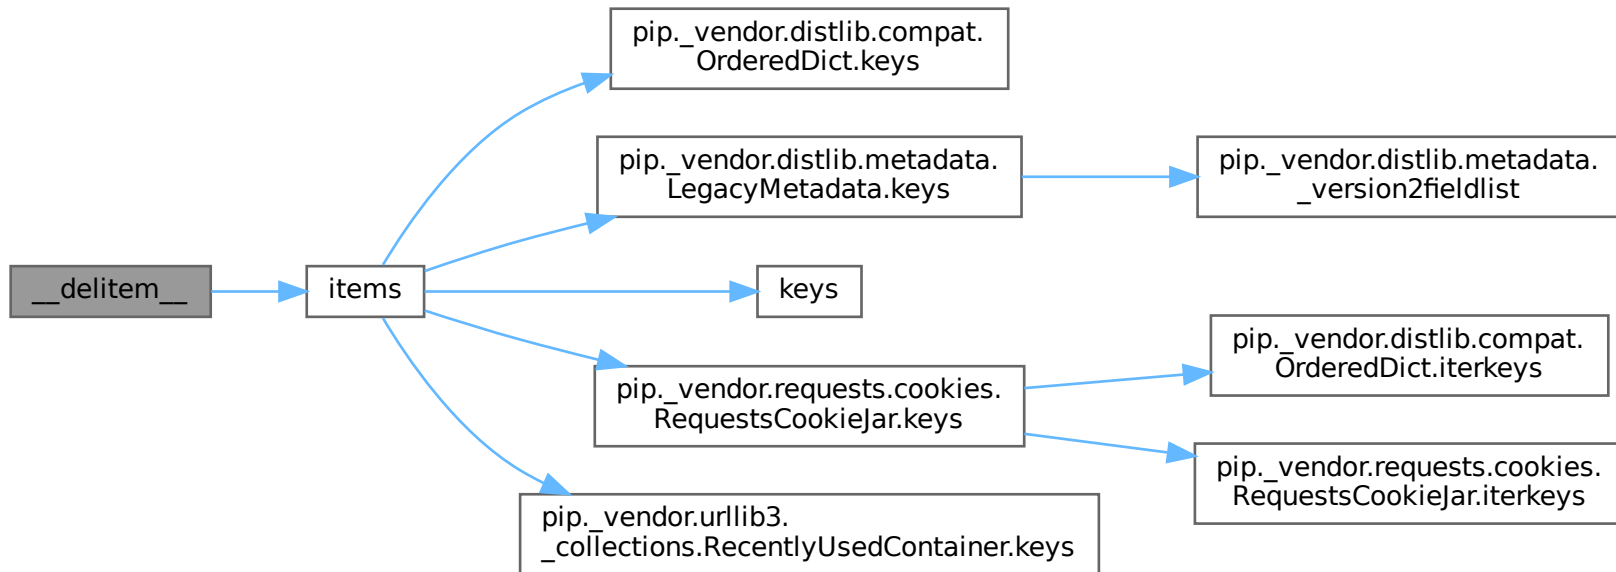 __delitem__
items
pip._vendor.distlib.compat.
OrderedDict.keys
pip._vendor.distlib.metadata.
LegacyMetadata.keys
keys
pip._vendor.requests.cookies.
RequestsCookieJar.keys
pip._vendor.urllib3.
_collections.RecentlyUsedContainer.keys
pip._vendor.distlib.metadata.
_version2fieldlist
pip._vendor.distlib.compat.
OrderedDict.iterkeys
pip._vendor.requests.cookies.
RequestsCookieJar.iterkeys